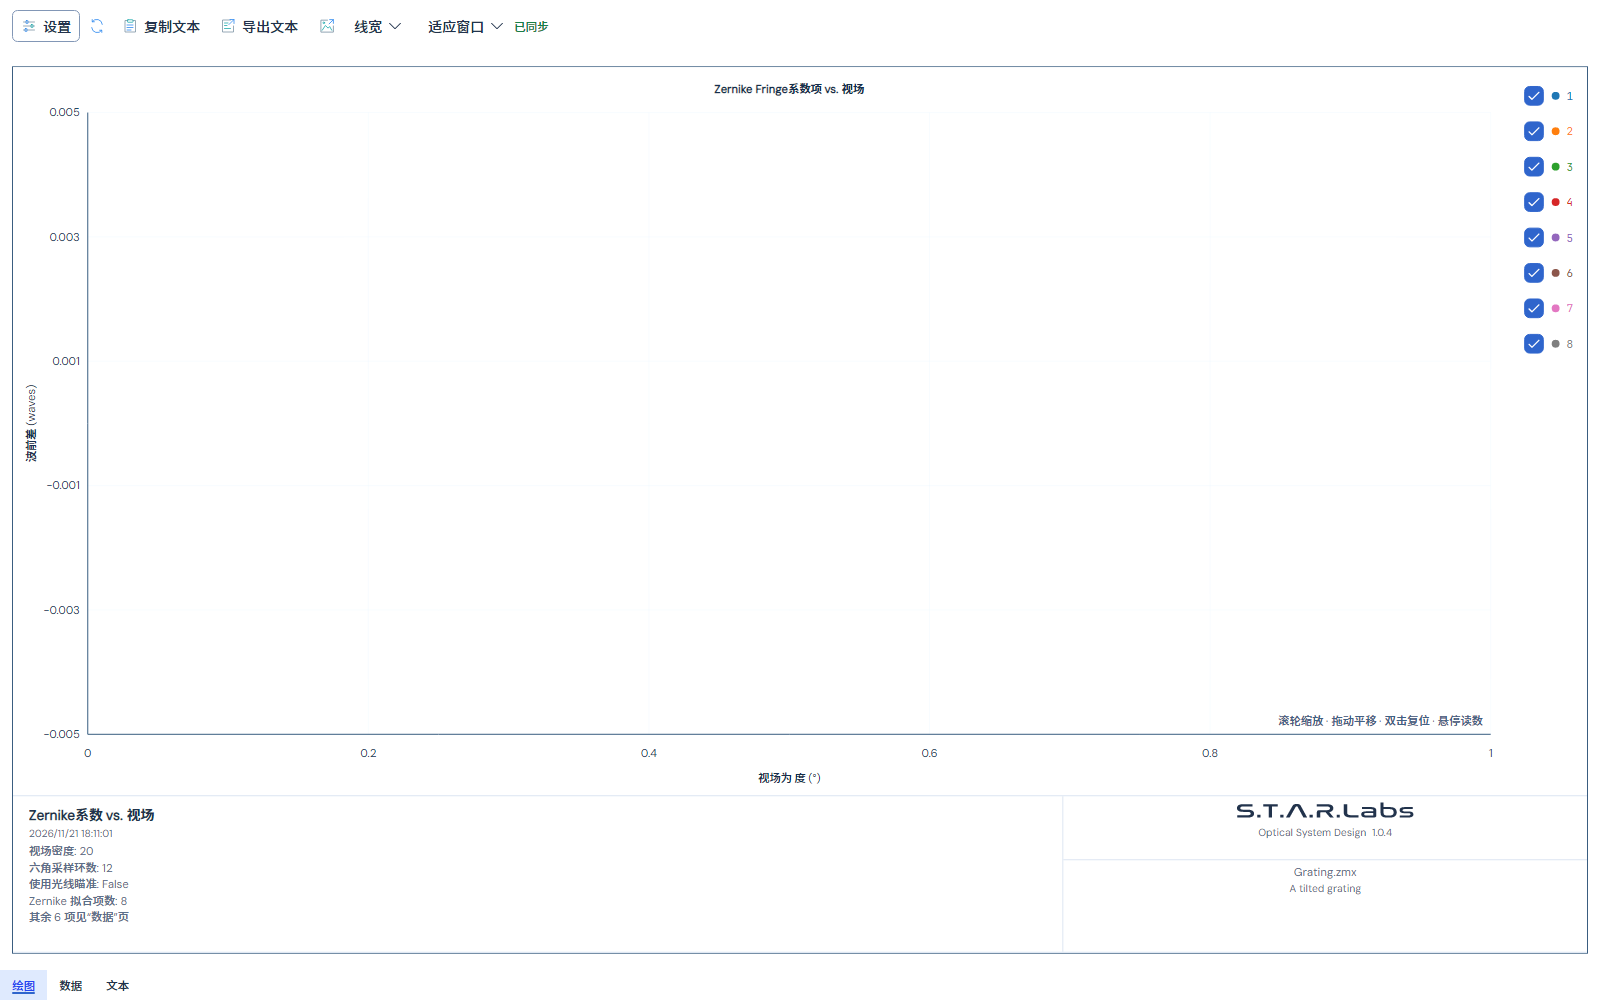 设置 复制文本 导出文本 线宽 适应窗口 已同步
Zernike Fringe系数项 vs. 视场
0.005
0.003
0.001
-0.001
-0.003
-0.005
波前差 (waves)
0 0.2 0.4 0.6 0.8 1
视场为 度 (°)
滚轮缩放 · 拖动平移 · 双击复位 · 悬停读数
1
2
3
4
5
6
7
8
Zernike系数 vs. 视场
2026/11/21 18:11:01
视场密度: 20
六角采样环数: 12
使用光线瞄准: False
Zernike 拟合项数: 8
其余 6 项见“数据”页
S.T.A.R.Labs
Optical System Design 1.0.4
Grating.zmx
A tilted grating
绘图 数据 文本